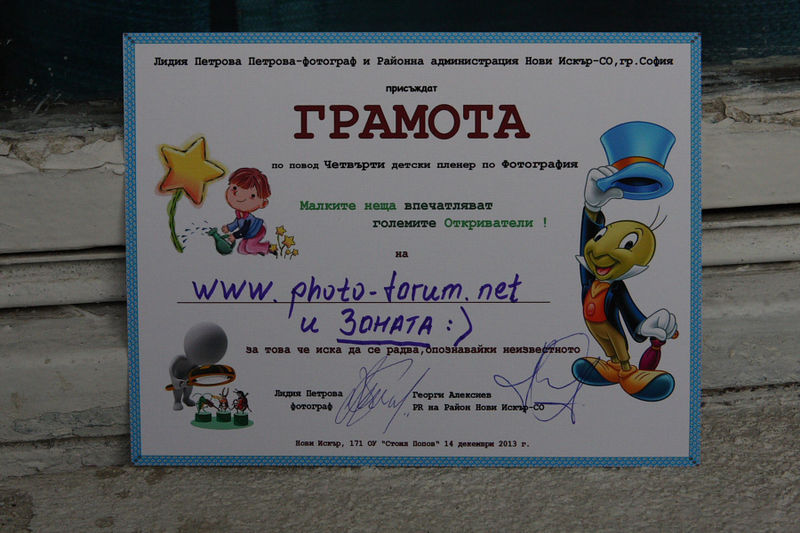 Лидия Петрова Петрова-фотограф и Районна администрация Нови Искър-СО,гр.София
присъждат
ГРАМОТА
по повод Четвърти детски пленер по Фотография
Малките неща впечатляват
големите Откриватели !
на
www.photo-forum.net
и Зоната :)
за това че иска да се радва,опознавайки неизвестното
Лидия Петрова
фотограф
Георги Алексиев
PR на Район Нови Искър-СО
Нови Искър, 171 ОУ "Стоил Попов" 14 декември 2013 г.